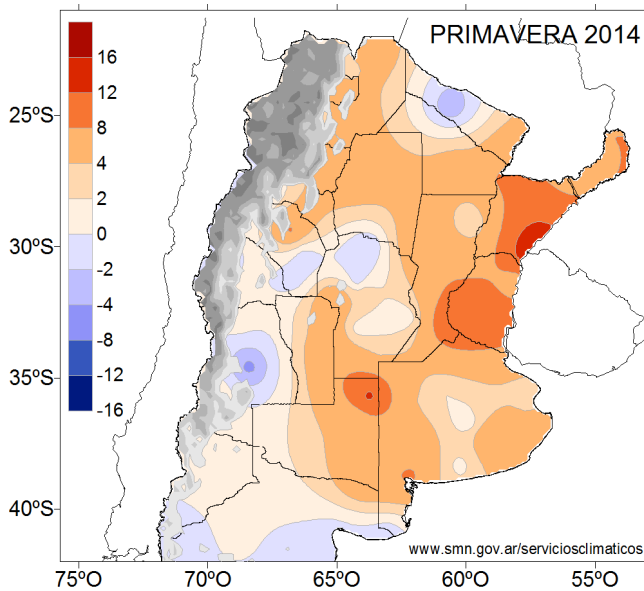 PRIMAVERA 2014
16
12
8
4
2
0
-2
-4
-8
-12
-16
25ºS
30ºS
35ºS
40ºS
75ºO
70ºO
65ºO
60ºO
55ºO
www.smn.gov.ar/serviciosclimaticos